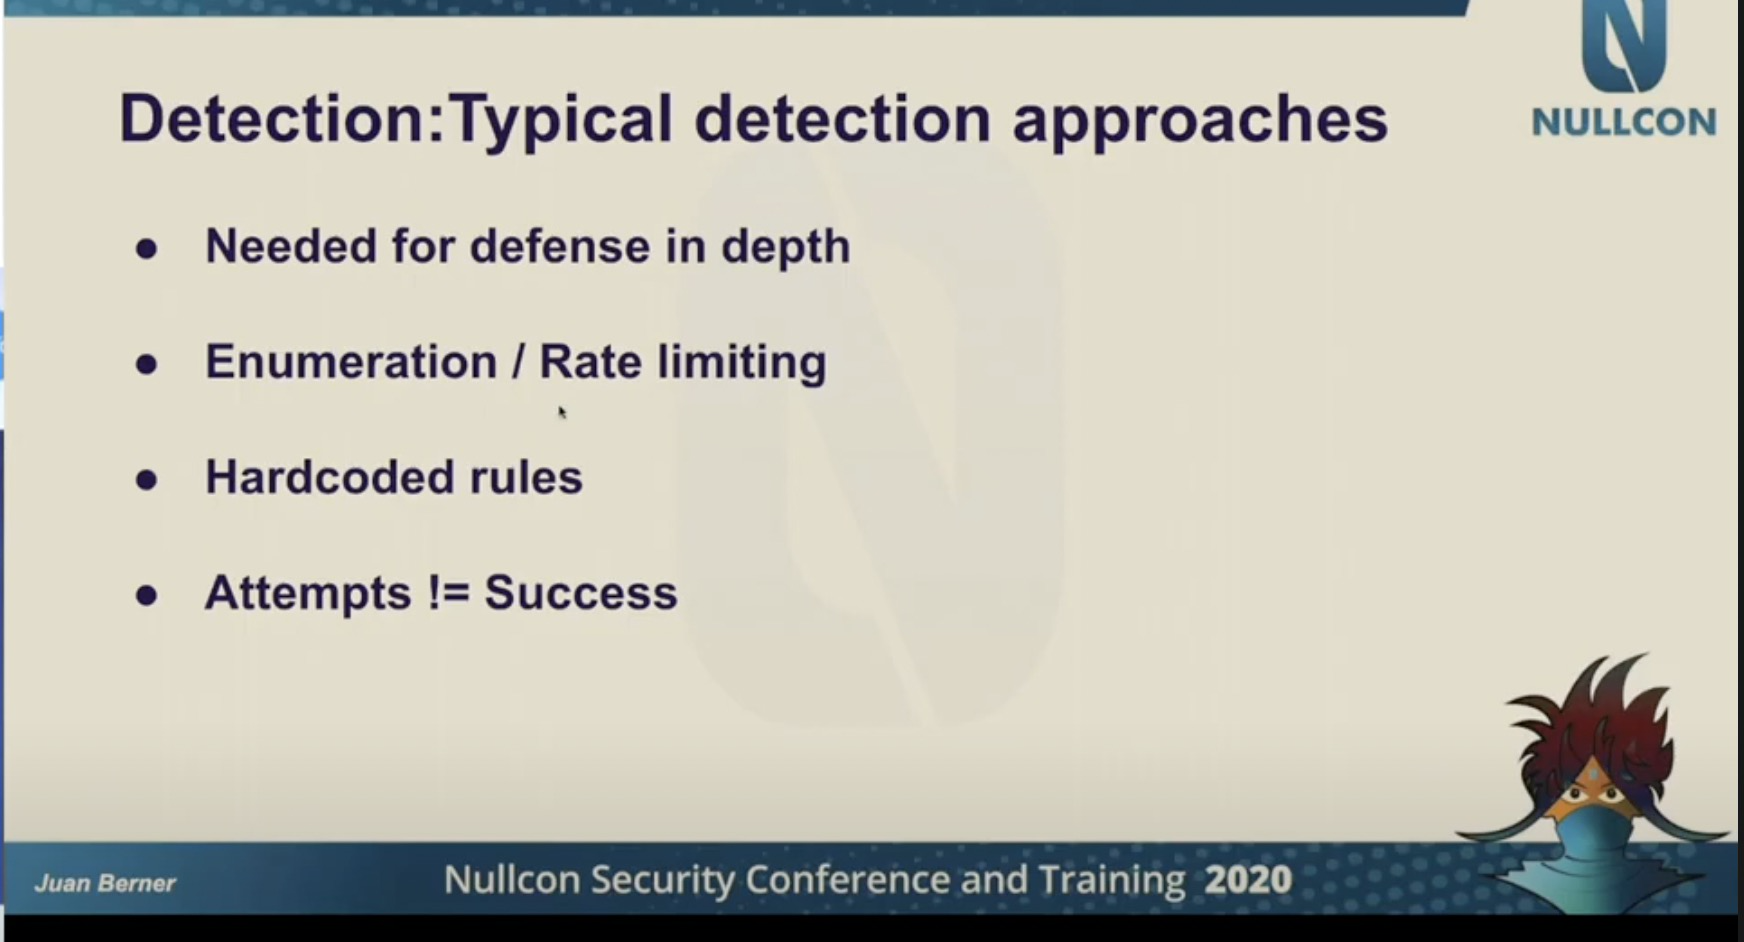 NULLCON
Detection:Typical detection approaches
● Needed for defense in depth
● Enumeration / Rate limiting
● Hardcoded rules
● Attempts != Success
Juan Berner
Nullcon Security Conference and Training 2020